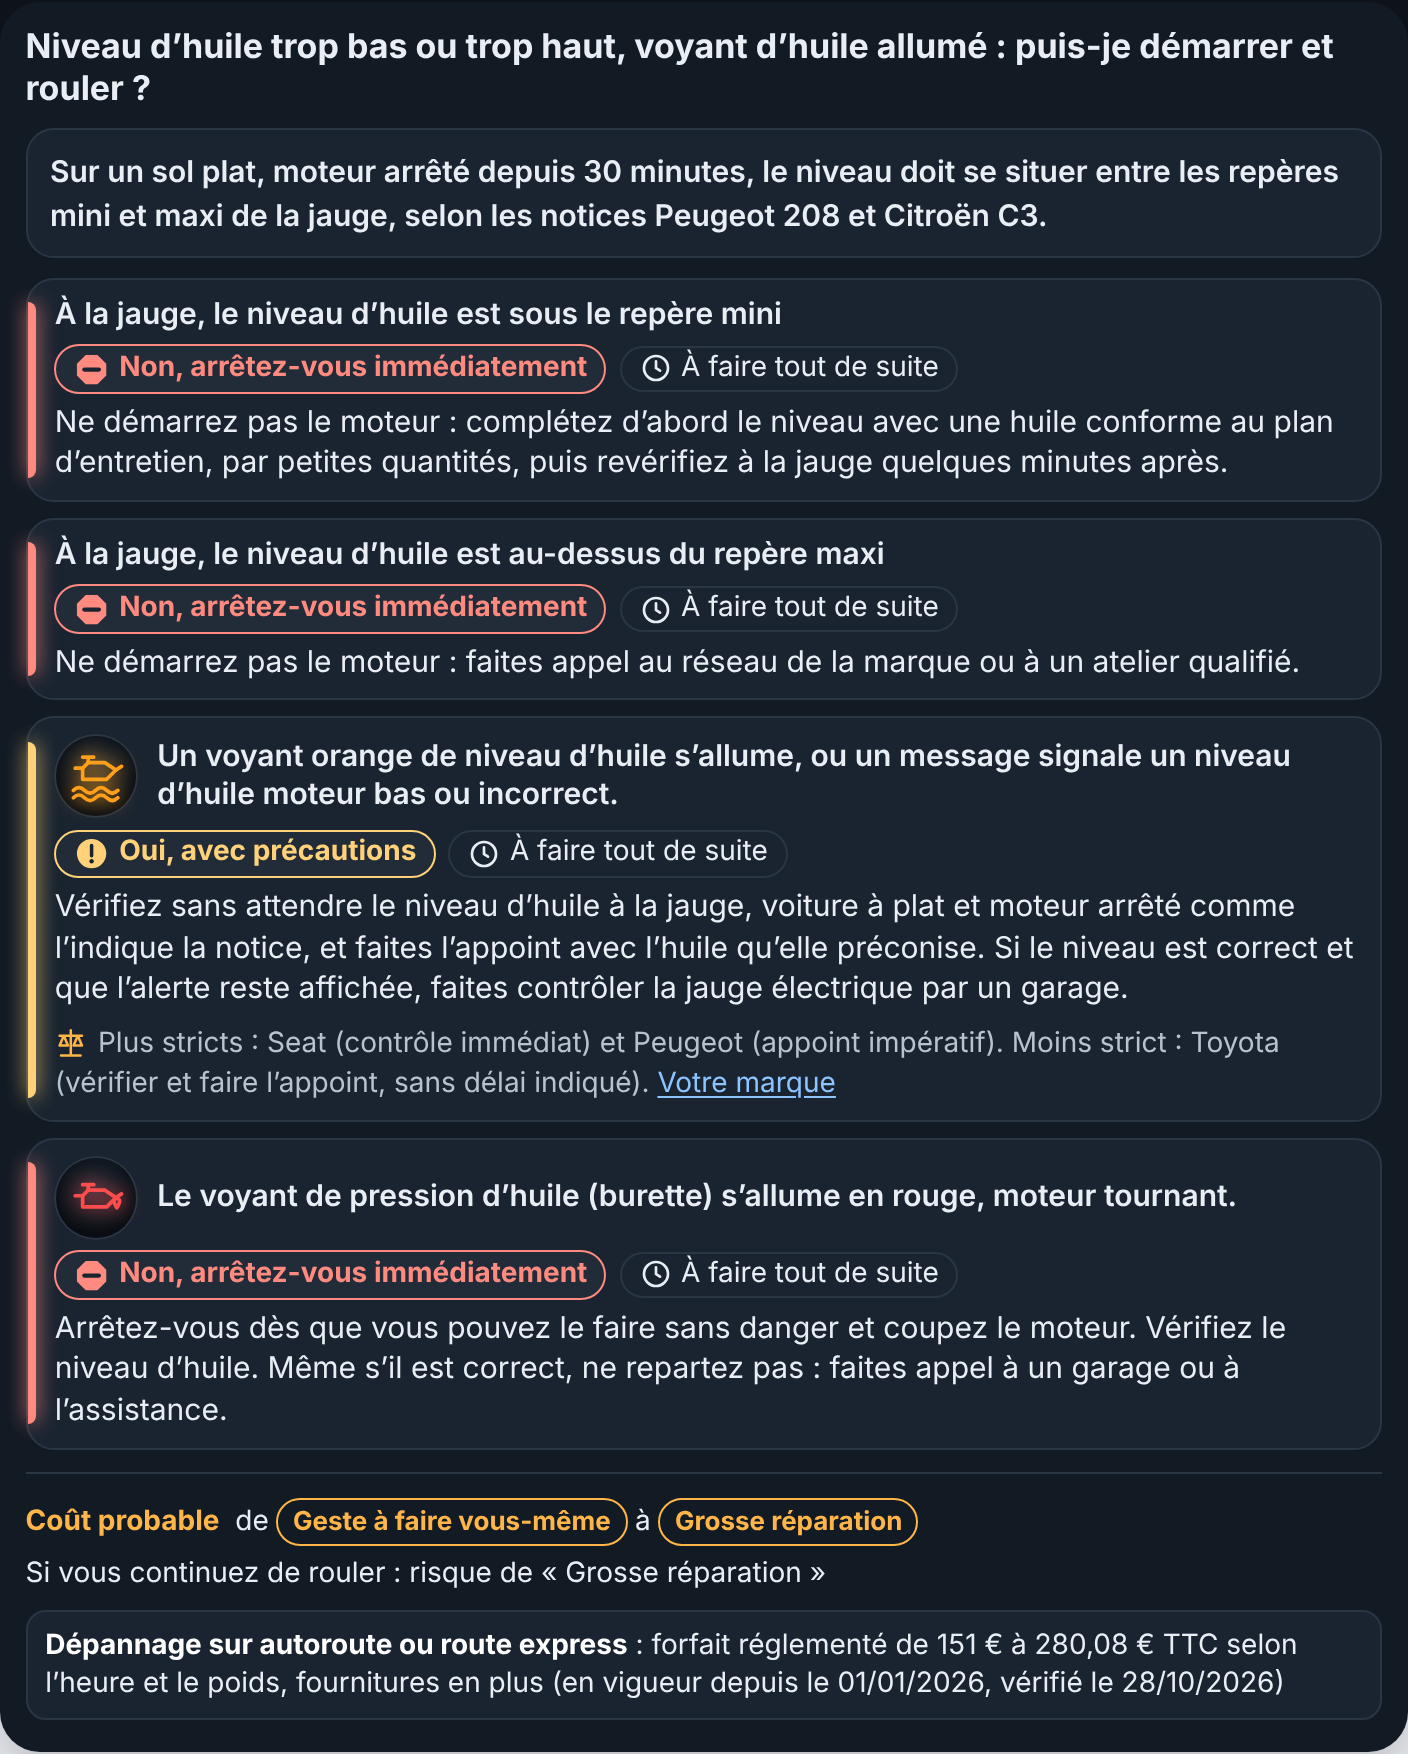 Niveau d’huile trop bas ou trop haut, voyant d’huile allumé : puis-je démarrer et
rouler ?
Sur un sol plat, moteur arrêté depuis 30 minutes, le niveau doit se situer entre les repères
mini et maxi de la jauge, selon les notices Peugeot 208 et Citroën C3.
À la jauge, le niveau d’huile est sous le repère mini
Non, arrêtez-vous immédiatement À faire tout de suite
Ne démarrez pas le moteur : complétez d’abord le niveau avec une huile conforme au plan
d’entretien, par petites quantités, puis revérifiez à la jauge quelques minutes après.
À la jauge, le niveau d’huile est au-dessus du repère maxi
Non, arrêtez-vous immédiatement À faire tout de suite
Ne démarrez pas le moteur : faites appel au réseau de la marque ou à un atelier qualifié.
Un voyant orange de niveau d’huile s’allume, ou un message signale un niveau
d’huile moteur bas ou incorrect.
Oui, avec précautions À faire tout de suite
Vérifiez sans attendre le niveau d’huile à la jauge, voiture à plat et moteur arrêté comme
l’indique la notice, et faites l’appoint avec l’huile qu’elle préconise. Si le niveau est correct et
que l’alerte reste affichée, faites contrôler la jauge électrique par un garage.
Plus stricts : Seat (contrôle immédiat) et Peugeot (appoint impératif). Moins strict : Toyota
(vérifier et faire l’appoint, sans délai indiqué). Votre marque
Le voyant de pression d’huile (burette) s’allume en rouge, moteur tournant.
Non, arrêtez-vous immédiatement À faire tout de suite
Arrêtez-vous dès que vous pouvez le faire sans danger et coupez le moteur. Vérifiez le
niveau d’huile. Même s’il est correct, ne repartez pas : faites appel à un garage ou à
l’assistance.
Coût probable de Geste à faire vous-même à Grosse réparation
Si vous continuez de rouler : risque de « Grosse réparation »
Dépannage sur autoroute ou route express : forfait réglementé de 151 € à 280,08 € TTC selon
l’heure et le poids, fournitures en plus (en vigueur depuis le 01/01/2026, vérifié le 28/10/2026)